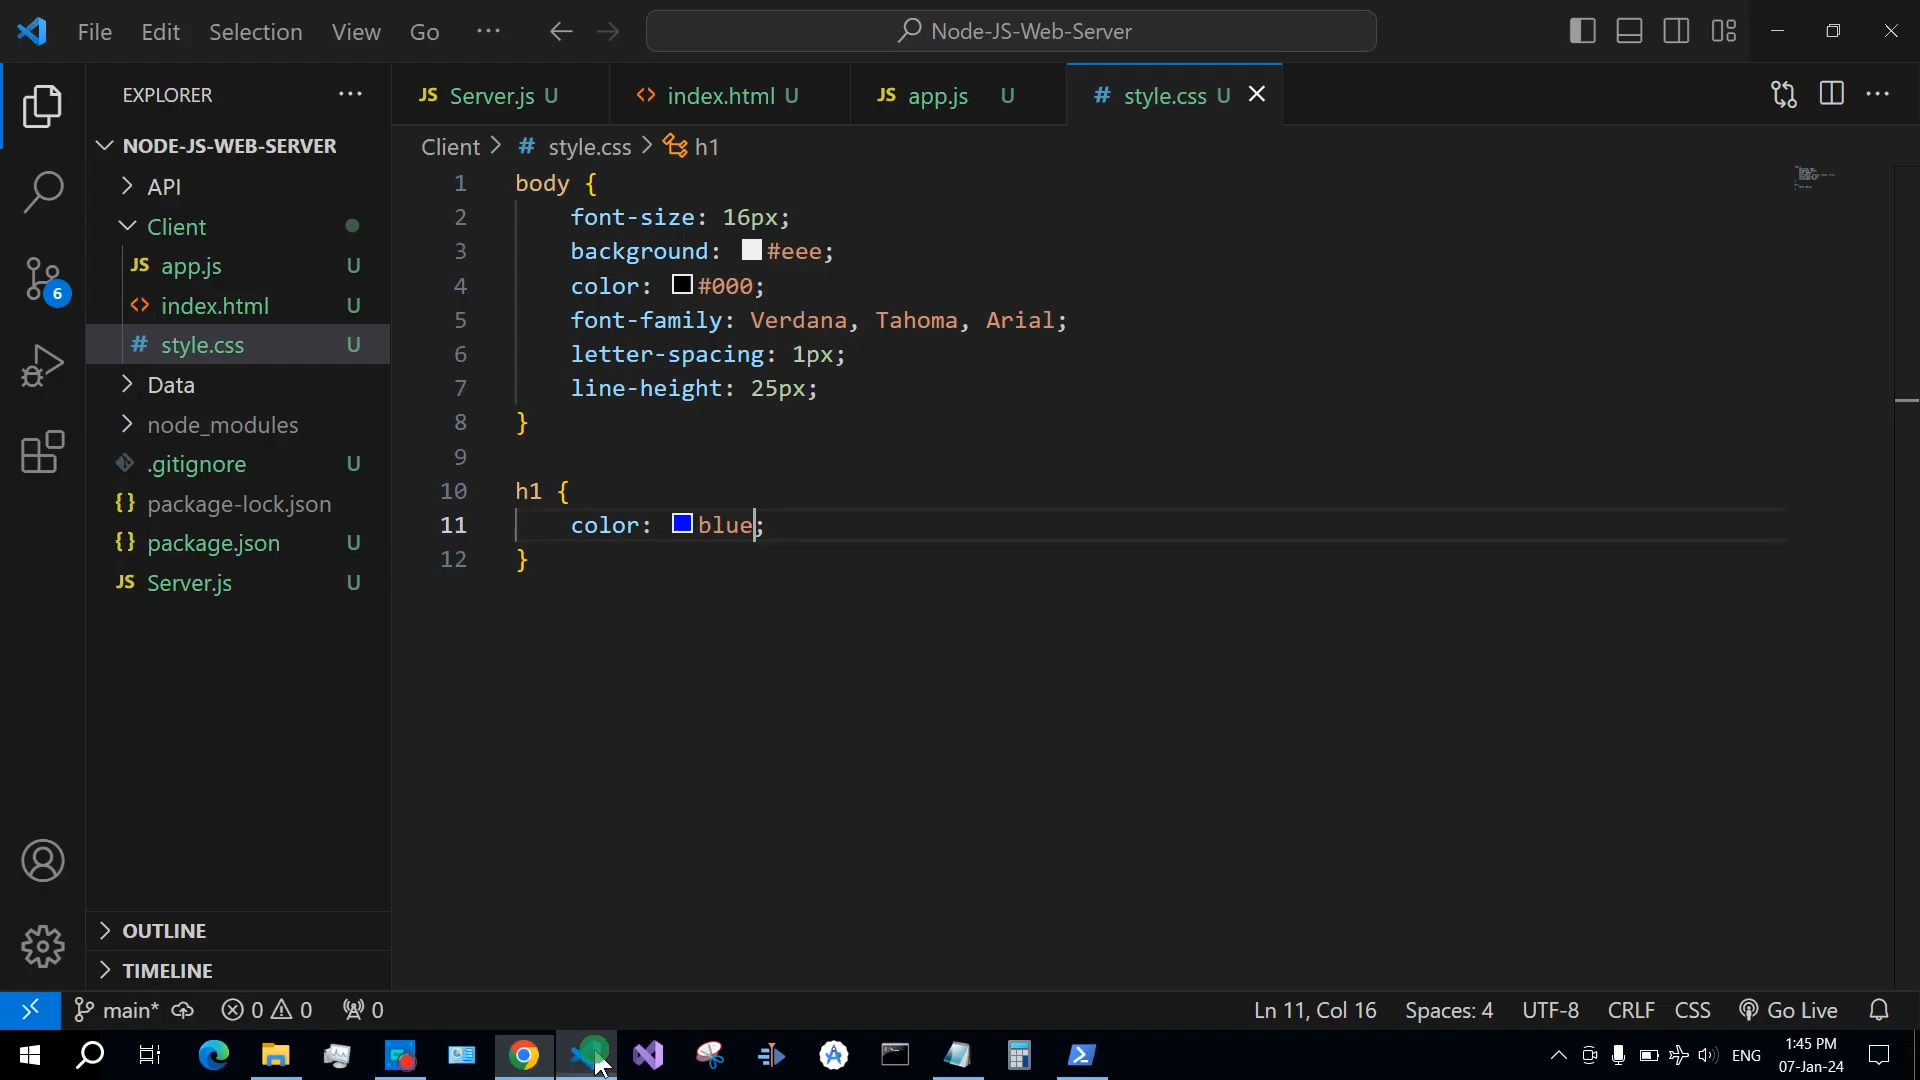 File Edit Selection View Go ··· Node-JS-Web-Server
EXPLORER ···
JS Server.js U <> index.html U JS app.js U # style.css U
Client > # style.css > h1
NODE-JS-WEB-SERVER
API
Client
JS app.js U
<> index.html U
# style.css U
Data
node_modules
.gitignore U
{} package-lock.json
{} package.json U
JS Server.js U
6
OUTLINE
TIMELINE
1 body {
2 font-size: 16px;
3 background: #eee;
4 color: #000;
5 font-family: Verdana, Tahoma, Arial;
6 letter-spacing: 1px;
7 line-height: 25px;
8 }
9
10 h1 {
11 color: blue;
12 }
main* 0 0 0 Ln 11, Col 16 Spaces: 4 UTF-8 CRLF CSS Go Live
ENG 1:45 PM
07-Jan-24